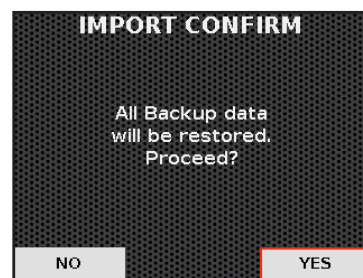 IMPORT CONFIRM
All Backup data
will be restored.
Proceed?
NO
YES